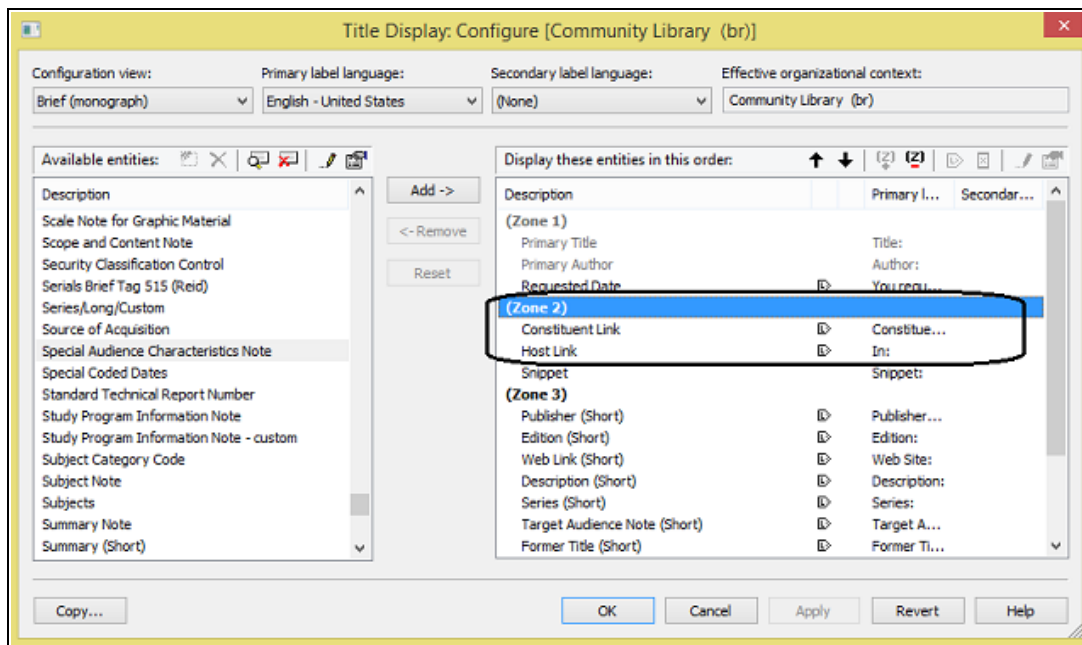 Title Display: Configure [Community Library (br)]
Configuration view: Primary label language: Secondary label language: Effective organizational context:
Brief (monograph) English - United States (None) Community Library (br)
Available entities: Display these entities in this order:
Description Add -> Description Primary l... Secondar...
Scale Note for Graphic Material (Zone 1)
Scope and Content Note <- Remove Primary Title Title:
Security Classification Control Reset Primary Author Author:
Serials Brief Tag 515 (Reid) Requested Date You requ...
Series/Long/Custom (Zone 2)
Source of Acquisition Constituent Link Constitue...
Special Audience Characteristics Note Host Link In:
Special Coded Dates Snippet Snippet:
Standard Technical Report Number (Zone 3)
Study Program Information Note Publisher (Short) Publisher...
Study Program Information Note - custom Edition (Short) Edition:
Subject Category Code Web Link (Short) Web Site:
Subject Note Description (Short) Description:
Subjects Series (Short) Series:
Summary Note Target Audience Note (Short) Target A...
Summary (Short) Former Title (Short) Former Ti...
Copy... OK Cancel Apply Revert Help